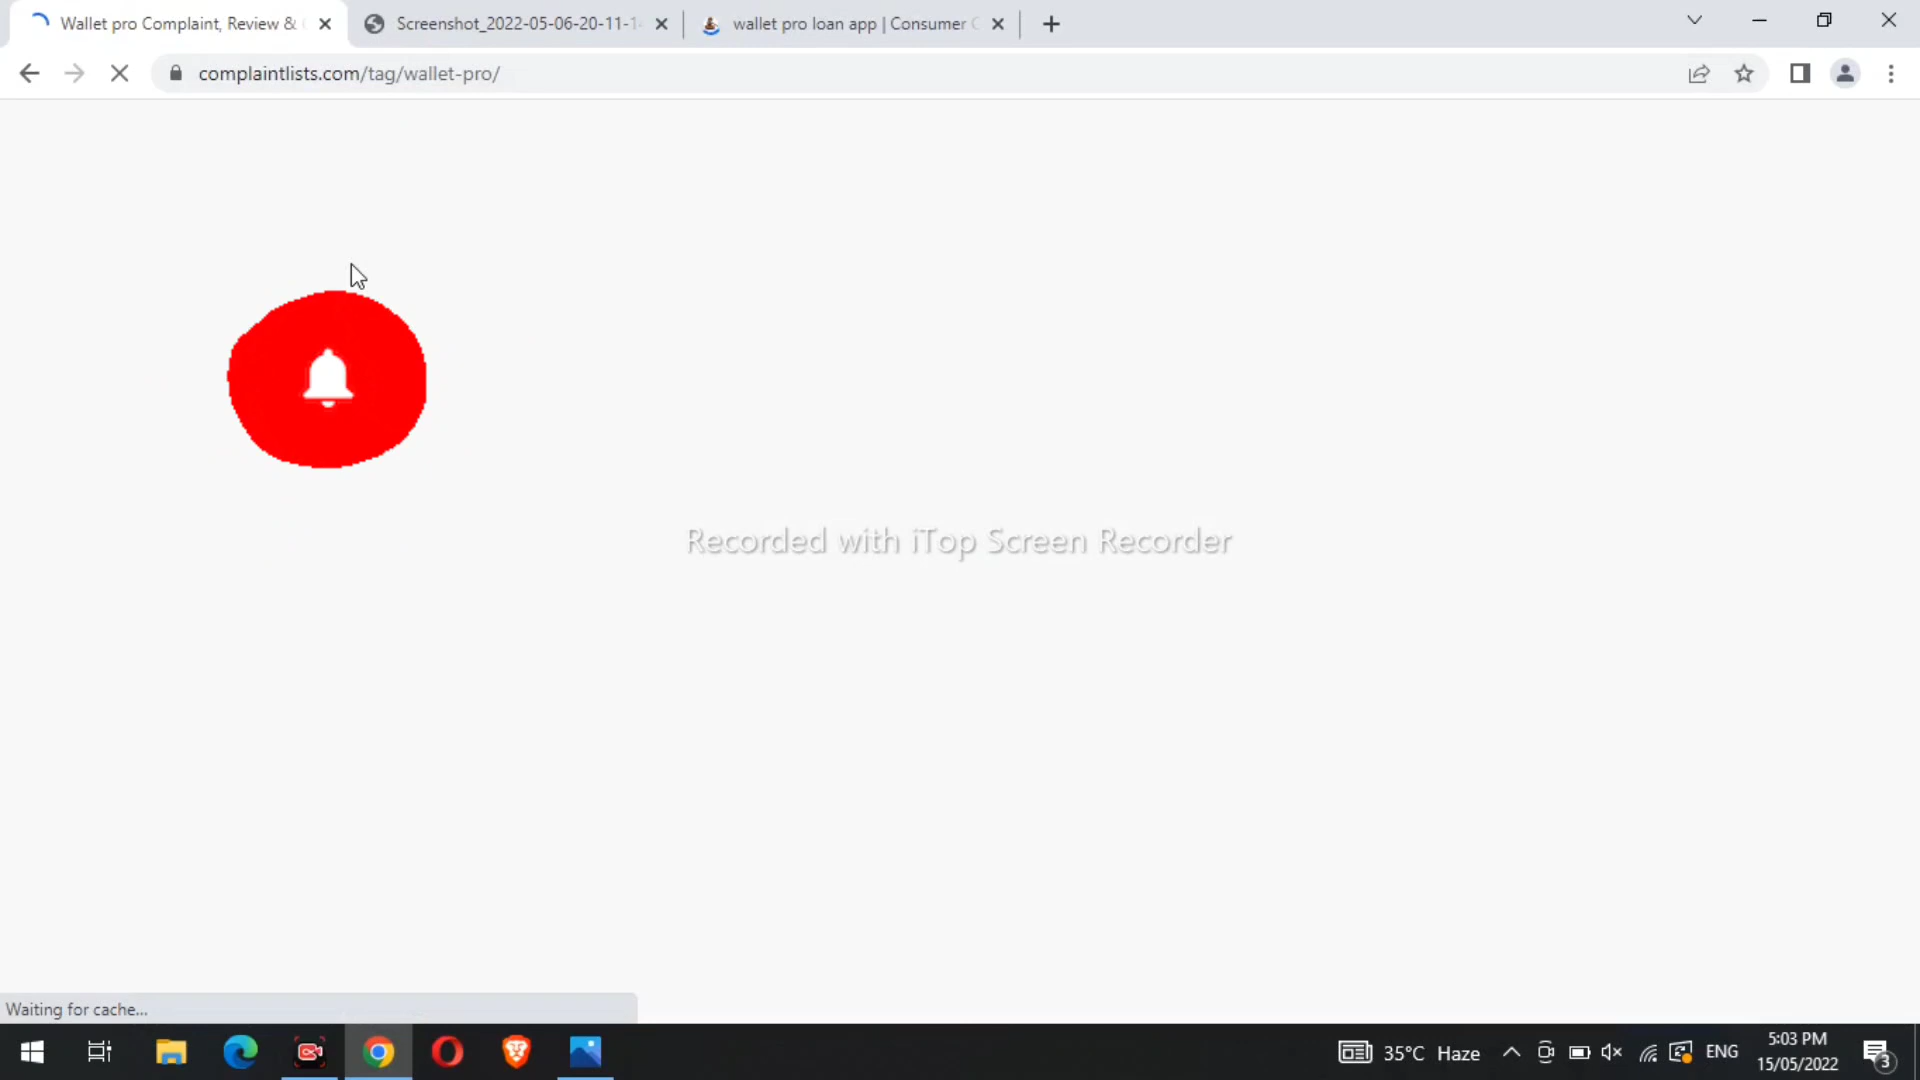 Wallet pro Complaint, Review &
Screenshot_2022-05-06-20-11-1
wallet pro loan app | Consumer C
complaintlists.com/tag/wallet-pro/
Recorded with iTop Screen Recorder
Waiting for cache...
35°C Haze
ENG
5:03 PM
15/05/2022
3